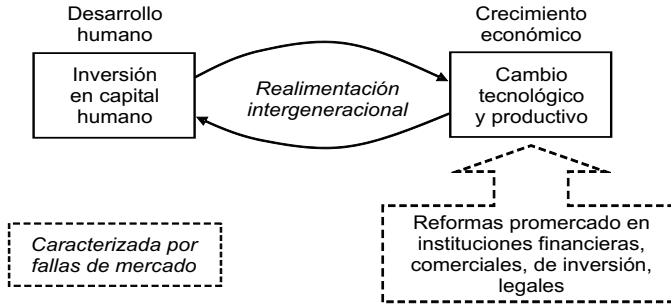 Desarrollo
humano
Crecimiento
económico
Inversión
en capital
humano
Realimentación
intergeneracional
Cambio
tecnológico
y productivo
Caracterizada por
fallas de mercado
Reformas promercado en
instituciones financieras,
comerciales, de inversión,
legales